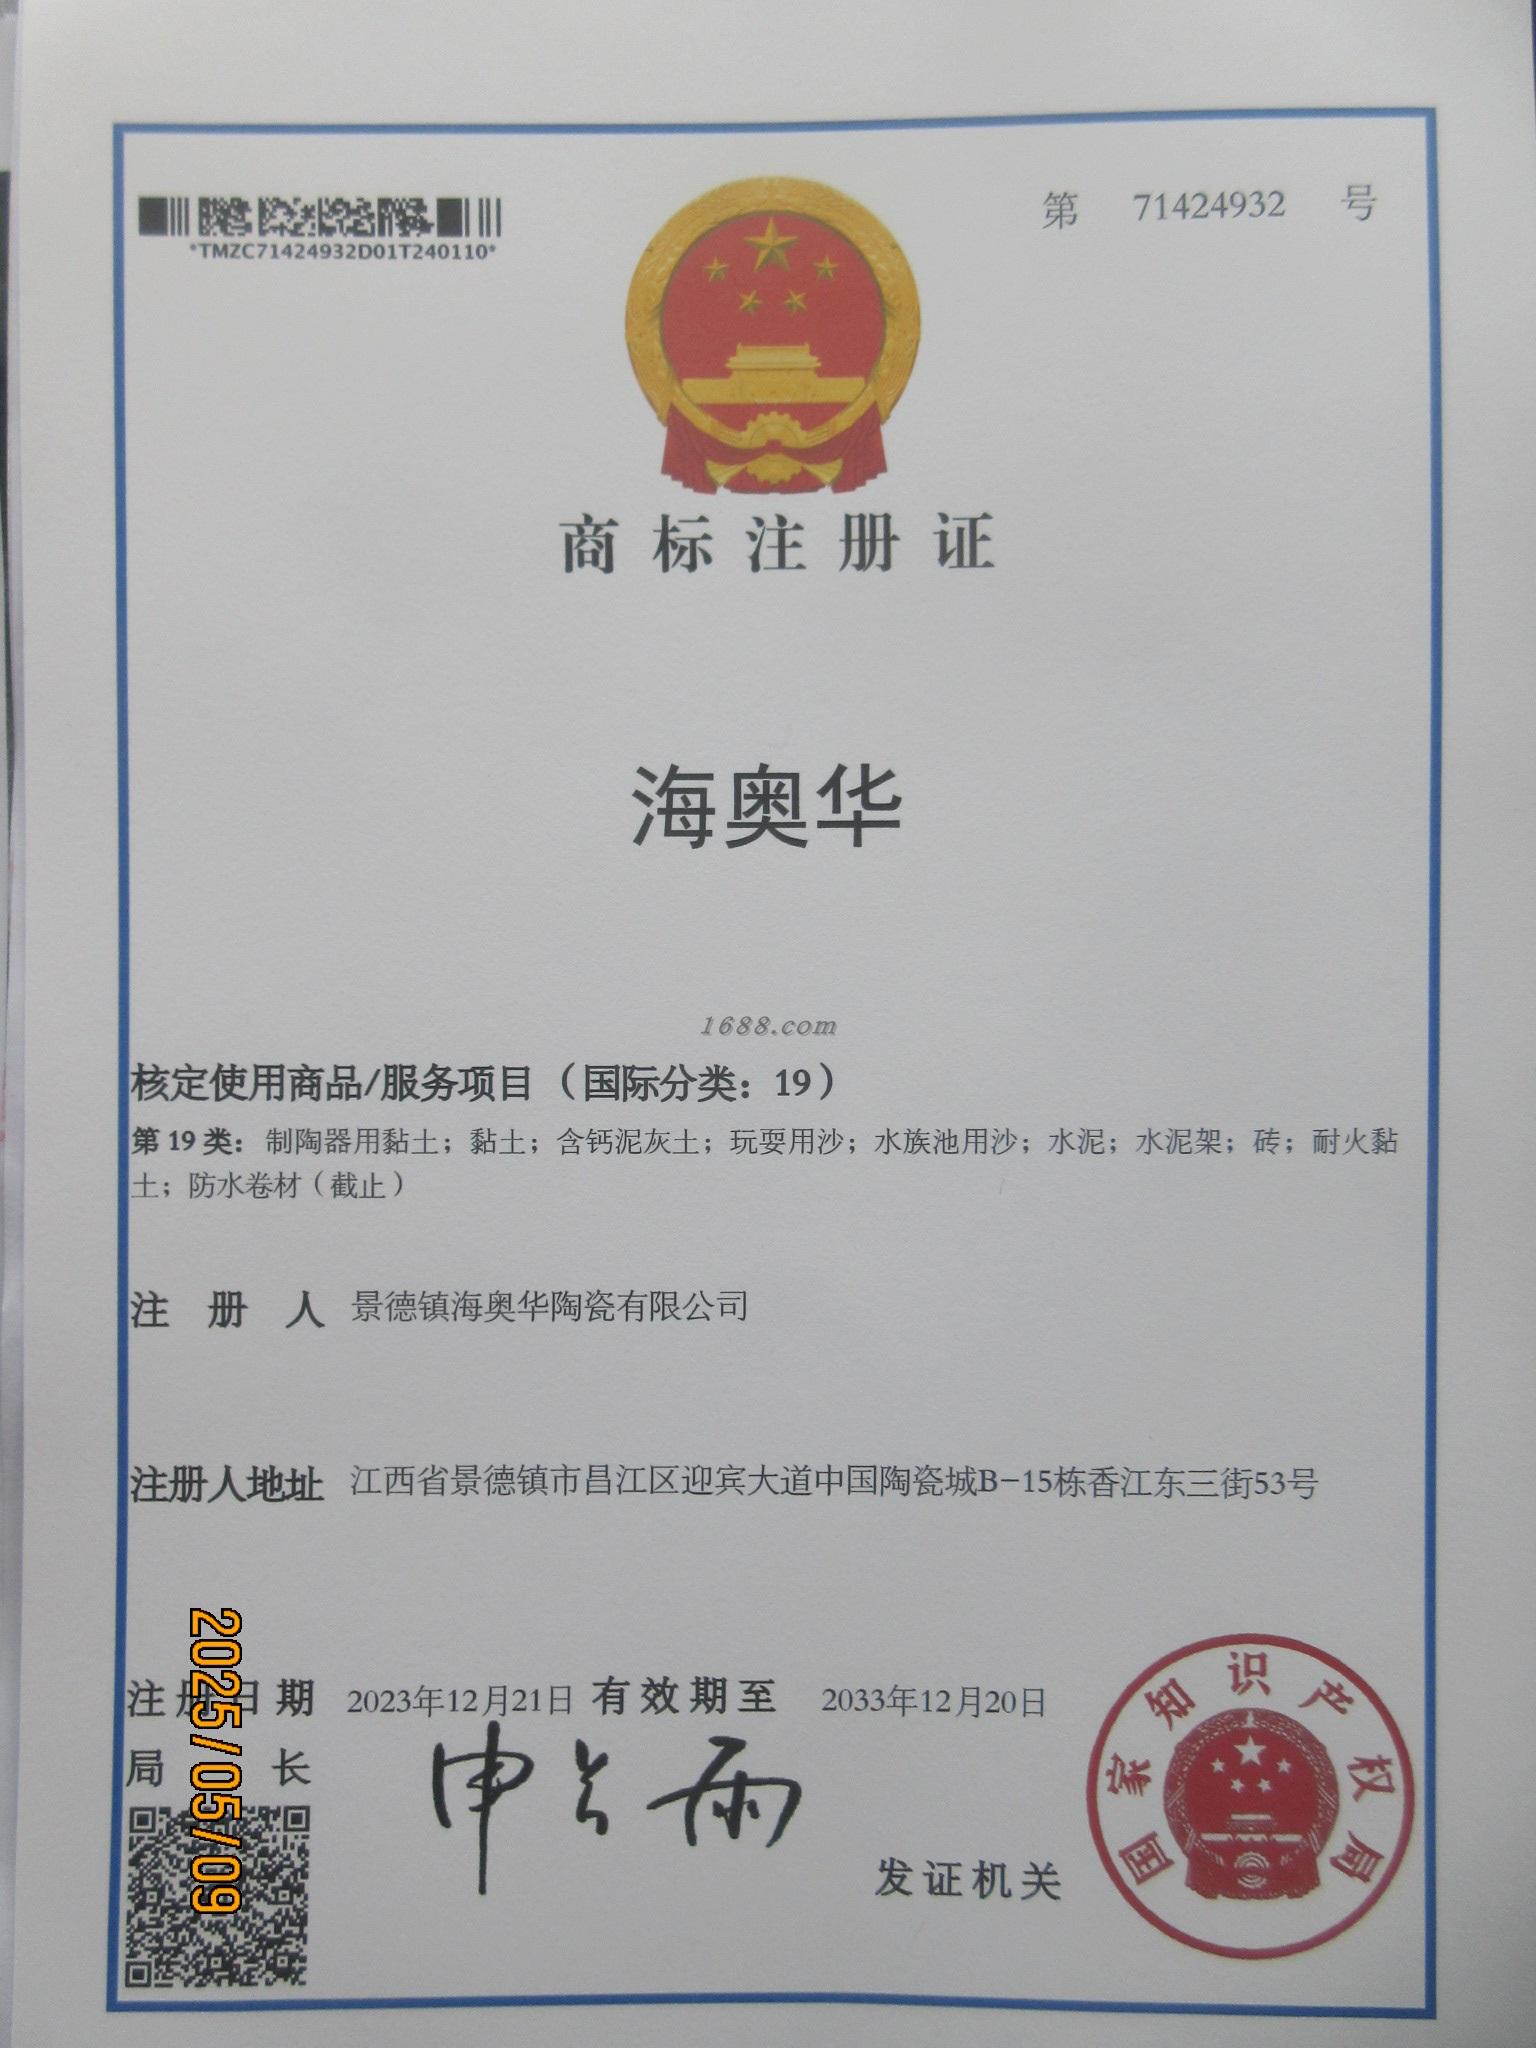 *TMZC71424932D01T240110*
第 71424932 号
商标注册证
海奥华
1688.com
核定使用商品/服务项目（国际分类：19）
第 19 类：制陶器用黏土；黏土；含钙泥灰土；玩耍用沙；水族池用沙；水泥；水泥架；砖；耐火黏
土；防水卷材（截止）
注册人 景德镇海奥华陶瓷有限公司
注册人地址 江西省景德镇市昌江区迎宾大道中国陶瓷城B-15栋香江东三街53号
注册日期 2023年12月21日 有效期至 2033年12月20日
局长 申长雨
发证机关
国家知识产权局
2025/05/09